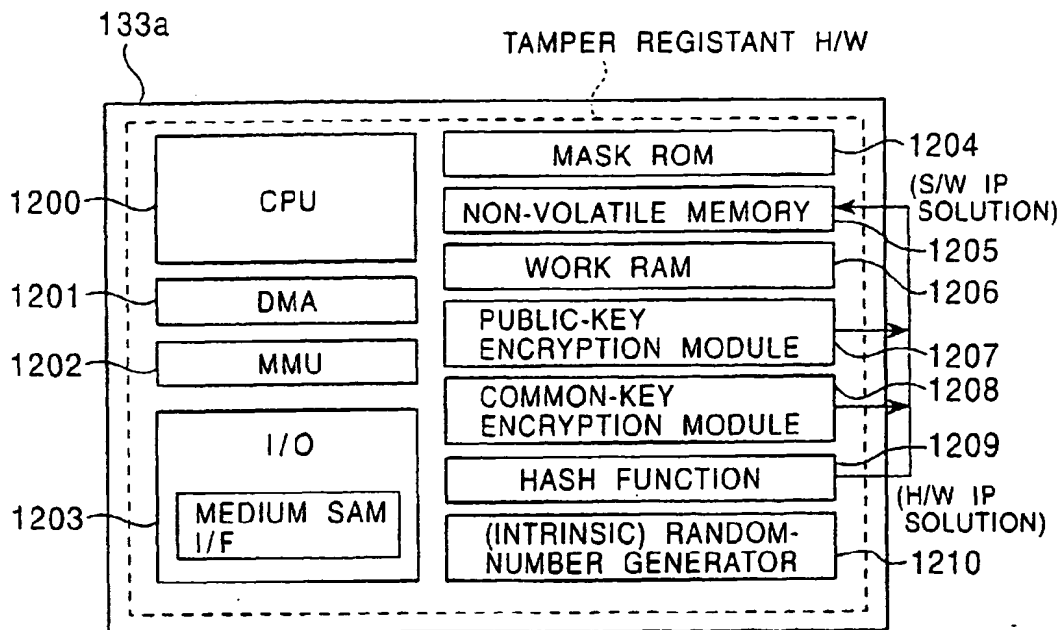 133a
TAMPER REGISTANT H/W
1200
CPU
1201
DMA
1202
MMU
1203
I/O
MEDIUM SAM
I/F
MASK ROM
1204
(S/W IP
SOLUTION)
NON-VOLATILE MEMORY
1205
WORK RAM
1206
PUBLIC-KEY
ENCRYPTION MODULE
1207
COMMON-KEY
ENCRYPTION MODULE
1208
HASH FUNCTION
1209
(H/W IP
SOLUTION)
(INTRINSIC) RANDOM-
NUMBER GENERATOR
1210